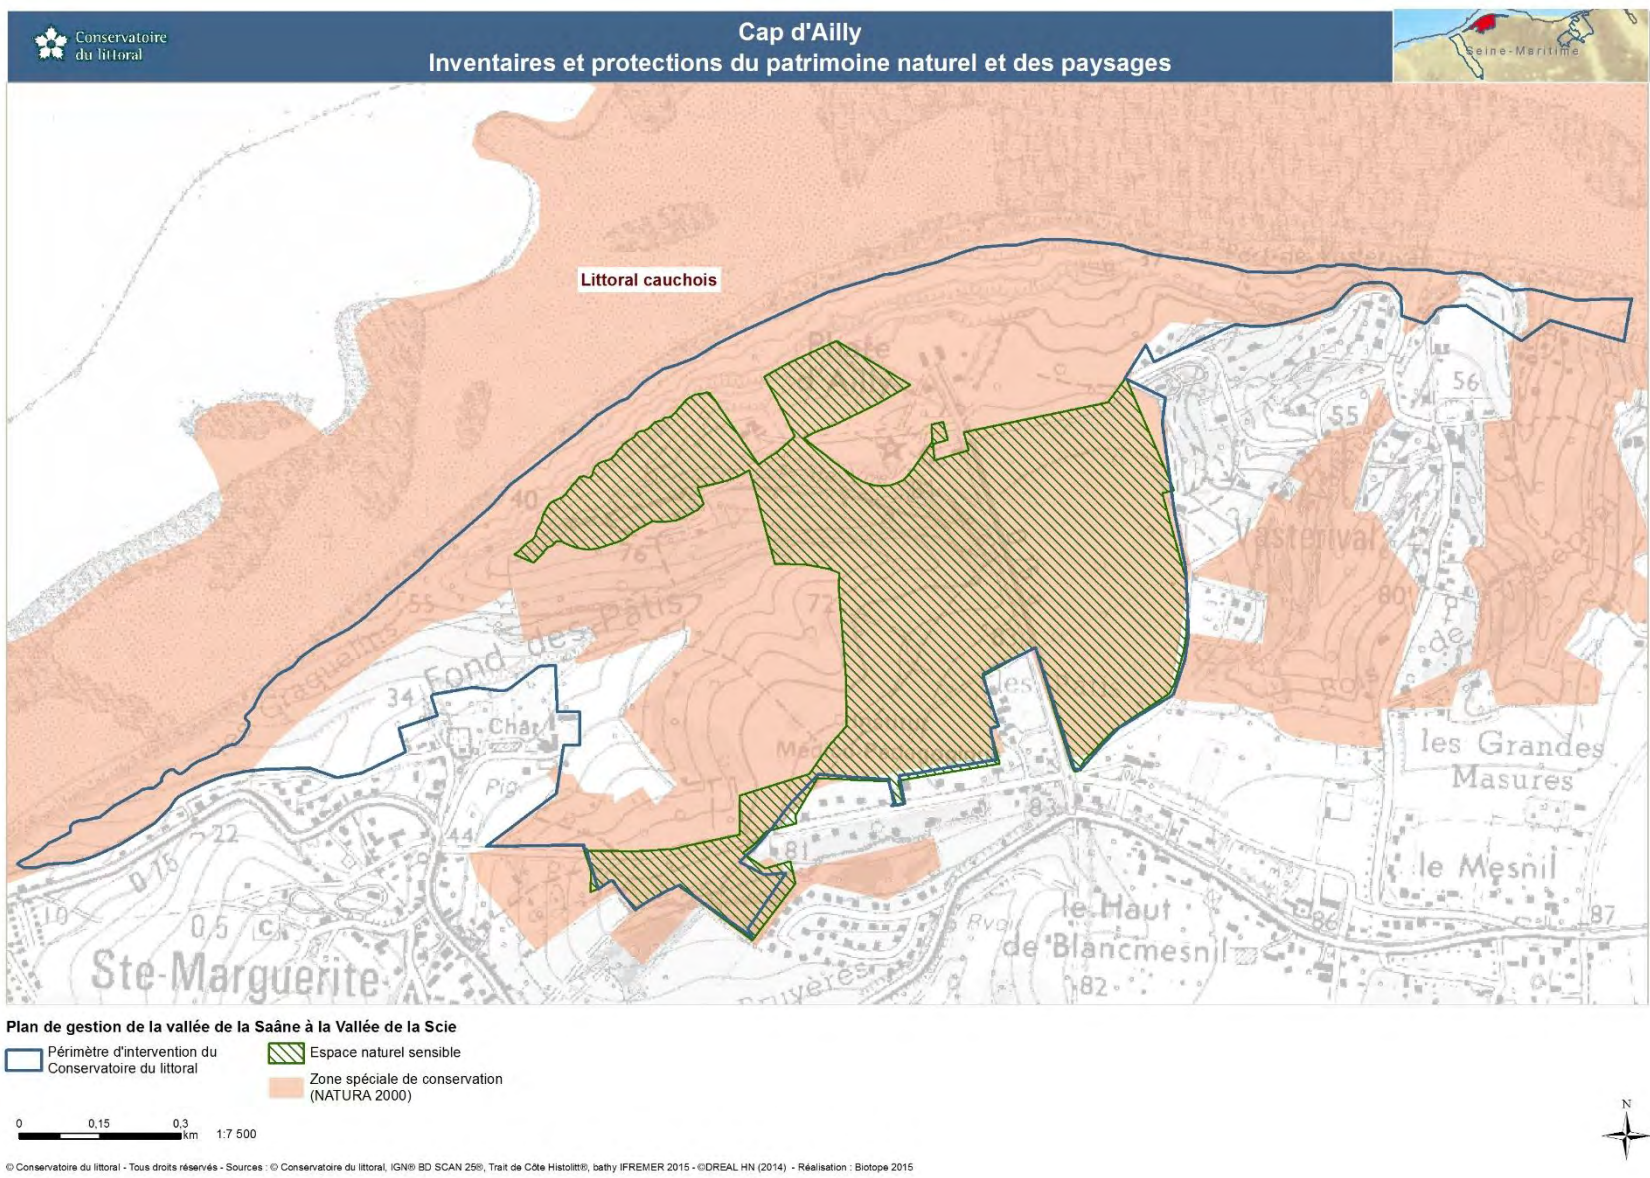 Conservatoire
du littoral
Cap d'Ailly
Inventaires et protections du patrimoine naturel et des paysages
Seine-Maritime
Littoral cauchois
40
76
55
72
Fond des Pâtis
34
Chât
Pig
44
22
0,5
C
10
Ste-Marguerite
56
55
Vasterival
80
de
les
les Grandes
Masures
83
81
le Mesnil
le Haut
de Blancmesnil
86
87
82
Bruyères
Plan de gestion de la vallée de la Saâne à la Vallée de la Scie
Périmètre d'intervention du
Conservatoire du littoral
Espace naturel sensible
Zone spéciale de conservation
(NATURA 2000)
0 0,15 0,3
km 1:7 500
N
© Conservatoire du littoral - Tous droits réservés - Sources : © Conservatoire du littoral, IGN® BD SCAN 25®, Trait de Côte Histolitt®, bathy IFREMER 2015 - ©DREAL HN (2014) - Réalisation : Biotope 2015